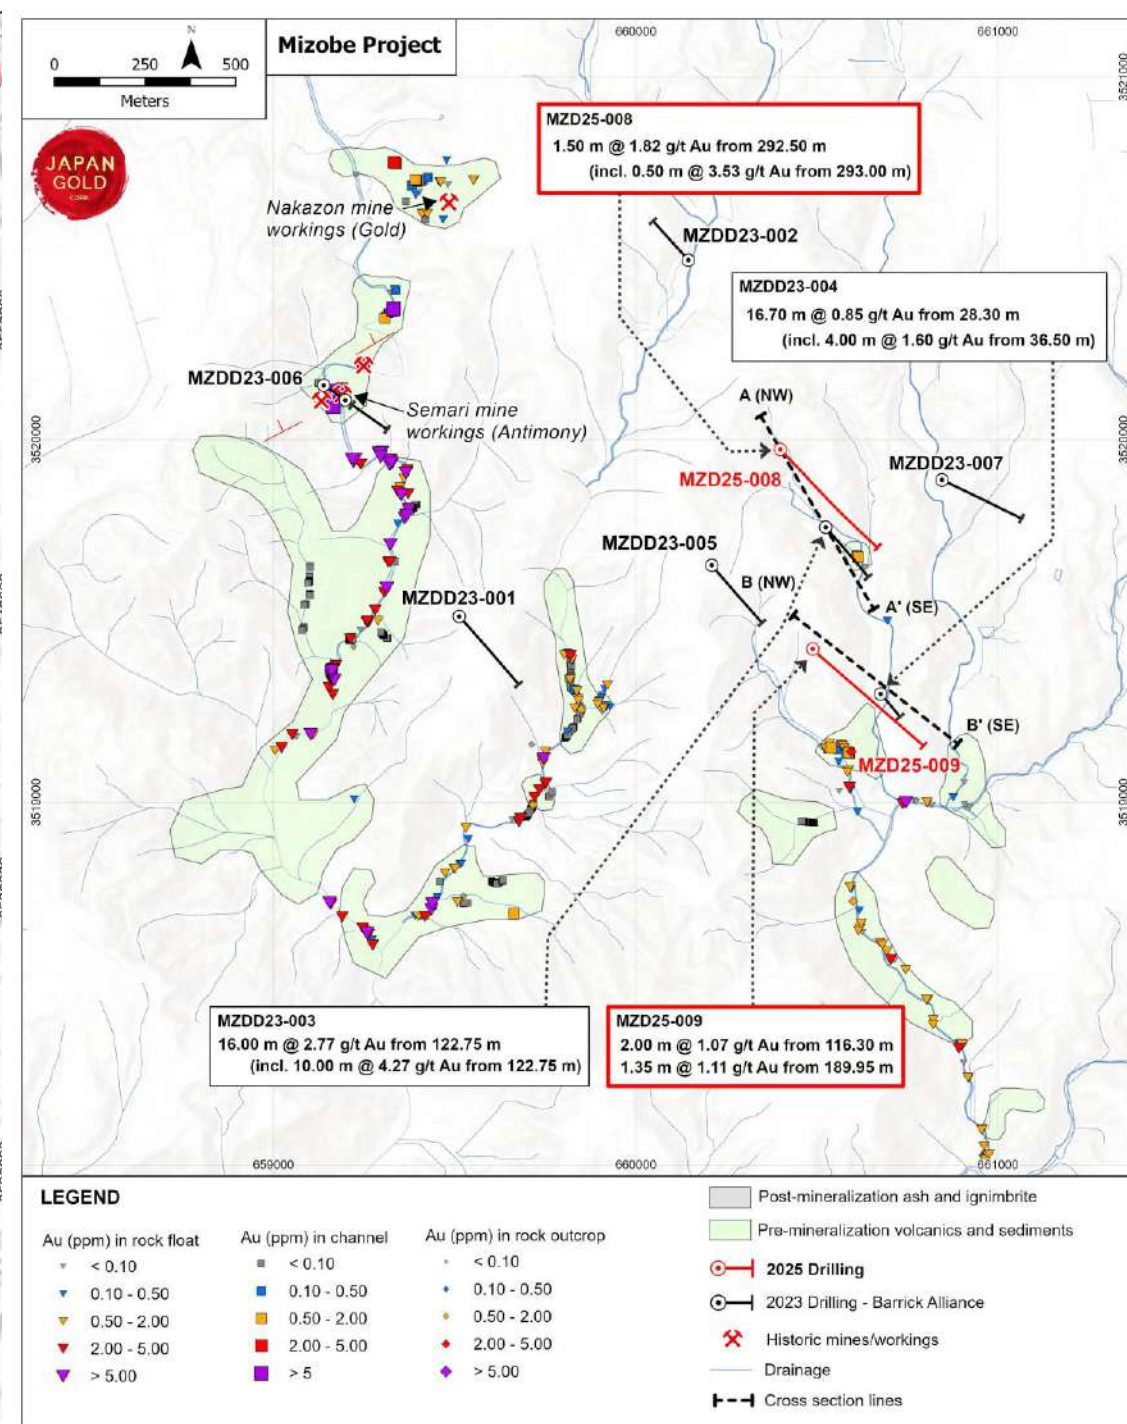 N
0 250 500
Meters
Mizobe Project
660000
661000
3521000
JAPAN
GOLD
CORP.
MZD25-008
1.50 m @ 1.82 g/t Au from 292.50 m
(incl. 0.50 m @ 3.53 g/t Au from 293.00 m)
Nakazon mine
workings (Gold)
MZDD23-002
MZDD23-004
16.70 m @ 0.85 g/t Au from 28.30 m
(incl. 4.00 m @ 1.60 g/t Au from 36.50 m)
MZDD23-006
Semari mine
workings (Antimony)
A (NW)
3520000
3520000
MZD25-008
MZDD23-007
MZDD23-005
B (NW)
MZDD23-001
A' (SE)
B' (SE)
MZD25-009
3519000
3519000
MZDD23-003
16.00 m @ 2.77 g/t Au from 122.75 m
(incl. 10.00 m @ 4.27 g/t Au from 122.75 m)
MZD25-009
2.00 m @ 1.07 g/t Au from 116.30 m
1.35 m @ 1.11 g/t Au from 189.95 m
659000
660000
661000
LEGEND
Au (ppm) in rock float
< 0.10
0.10 - 0.50
0.50 - 2.00
2.00 - 5.00
> 5.00
Au (ppm) in channel
< 0.10
0.10 - 0.50
0.50 - 2.00
2.00 - 5.00
> 5
Au (ppm) in rock outcrop
< 0.10
0.10 - 0.50
0.50 - 2.00
2.00 - 5.00
> 5.00
Post-mineralization ash and ignimbrite
Pre-mineralization volcanics and sediments
2025 Drilling
2023 Drilling - Barrick Alliance
Historic mines/workings
Drainage
Cross section lines